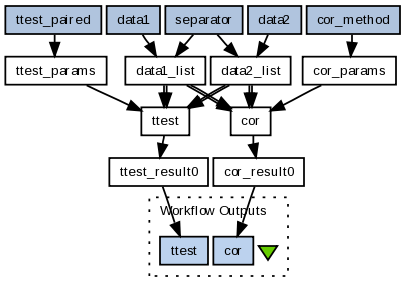 ttest_paired data1 separator data2 cor_method
ttest_params data1_list data2_list cor_params
ttest cor
ttest_result0 cor_result0
Workflow Outputs
ttest cor